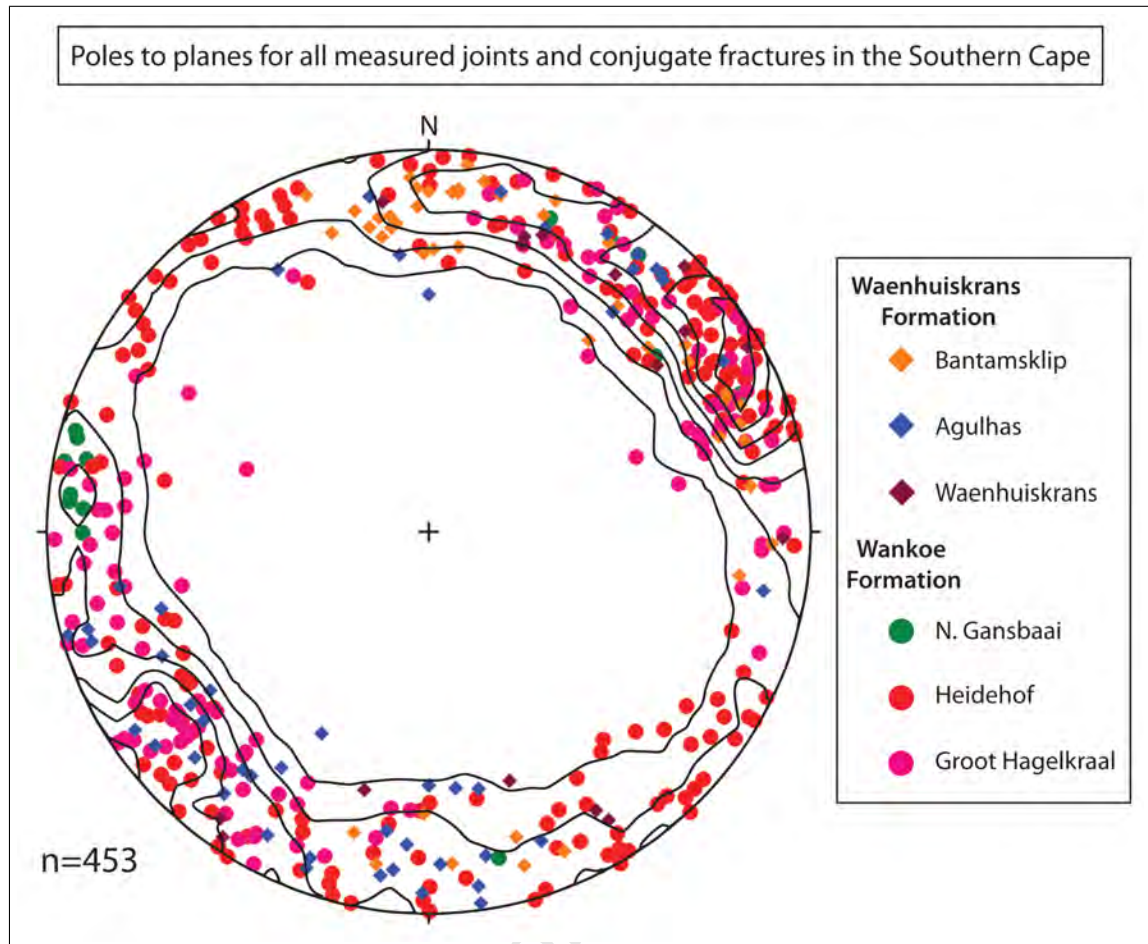 Poles to planes for all measured joints and conjugate fractures in the Southern Cape
N
Waenhuiskrans
Formation
Bantamsklip
Agulhas
Waenhuiskrans
Wankoe
Formation
N. Gansbaai
Heidehof
Groot Hagelkraal
n=453